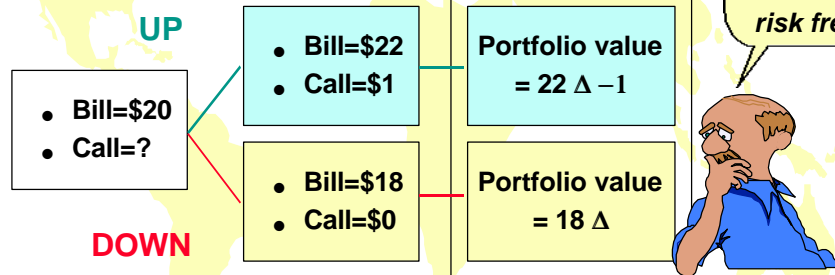 UP
• Bill=$22
• Call=$1
Portfolio value
= 22 Δ −1
risk fre
• Bill=$20
• Call=?
• Bill=$18
• Call=$0
Portfolio value
= 18 Δ
DOWN